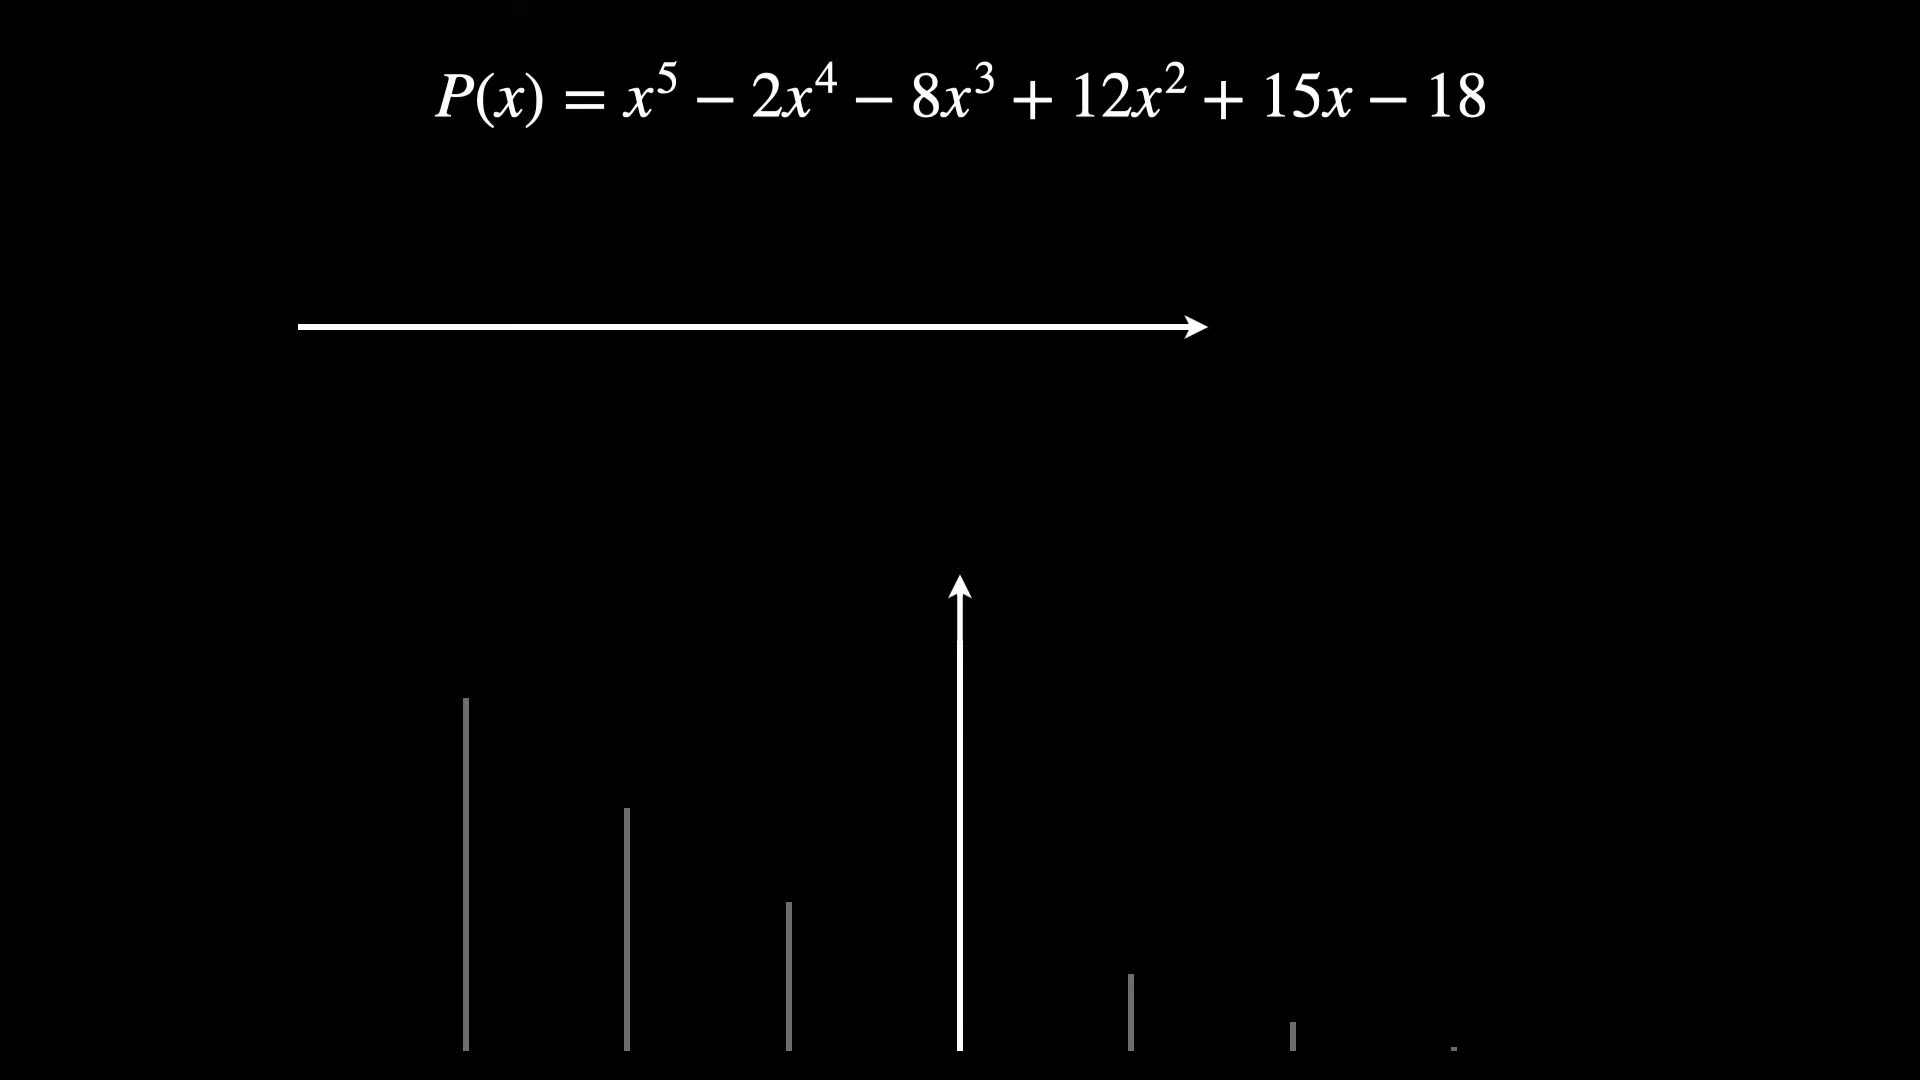 P(x) = x⁵ − 2x⁴ − 8x³ + 12x² + 15x − 18